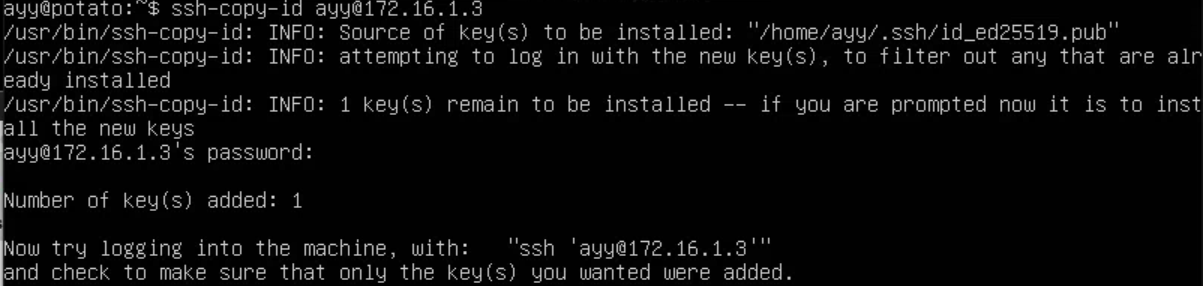 ayy@potato:~$ ssh-copy-id ayy@172.16.1.3
/usr/bin/ssh-copy-id: INFO: Source of key(s) to be installed: "/home/ayy/.ssh/id_ed25519.pub"
/usr/bin/ssh-copy-id: INFO: attempting to log in with the new key(s), to filter out any that are alr
eady installed
/usr/bin/ssh-copy-id: INFO: 1 key(s) remain to be installed -- if you are prompted now it is to inst
all the new keys
ayy@172.16.1.3's password:
Number of key(s) added: 1
Now try logging into the machine, with:   "ssh 'ayy@172.16.1.3'"
and check to make sure that only the key(s) you wanted were added.